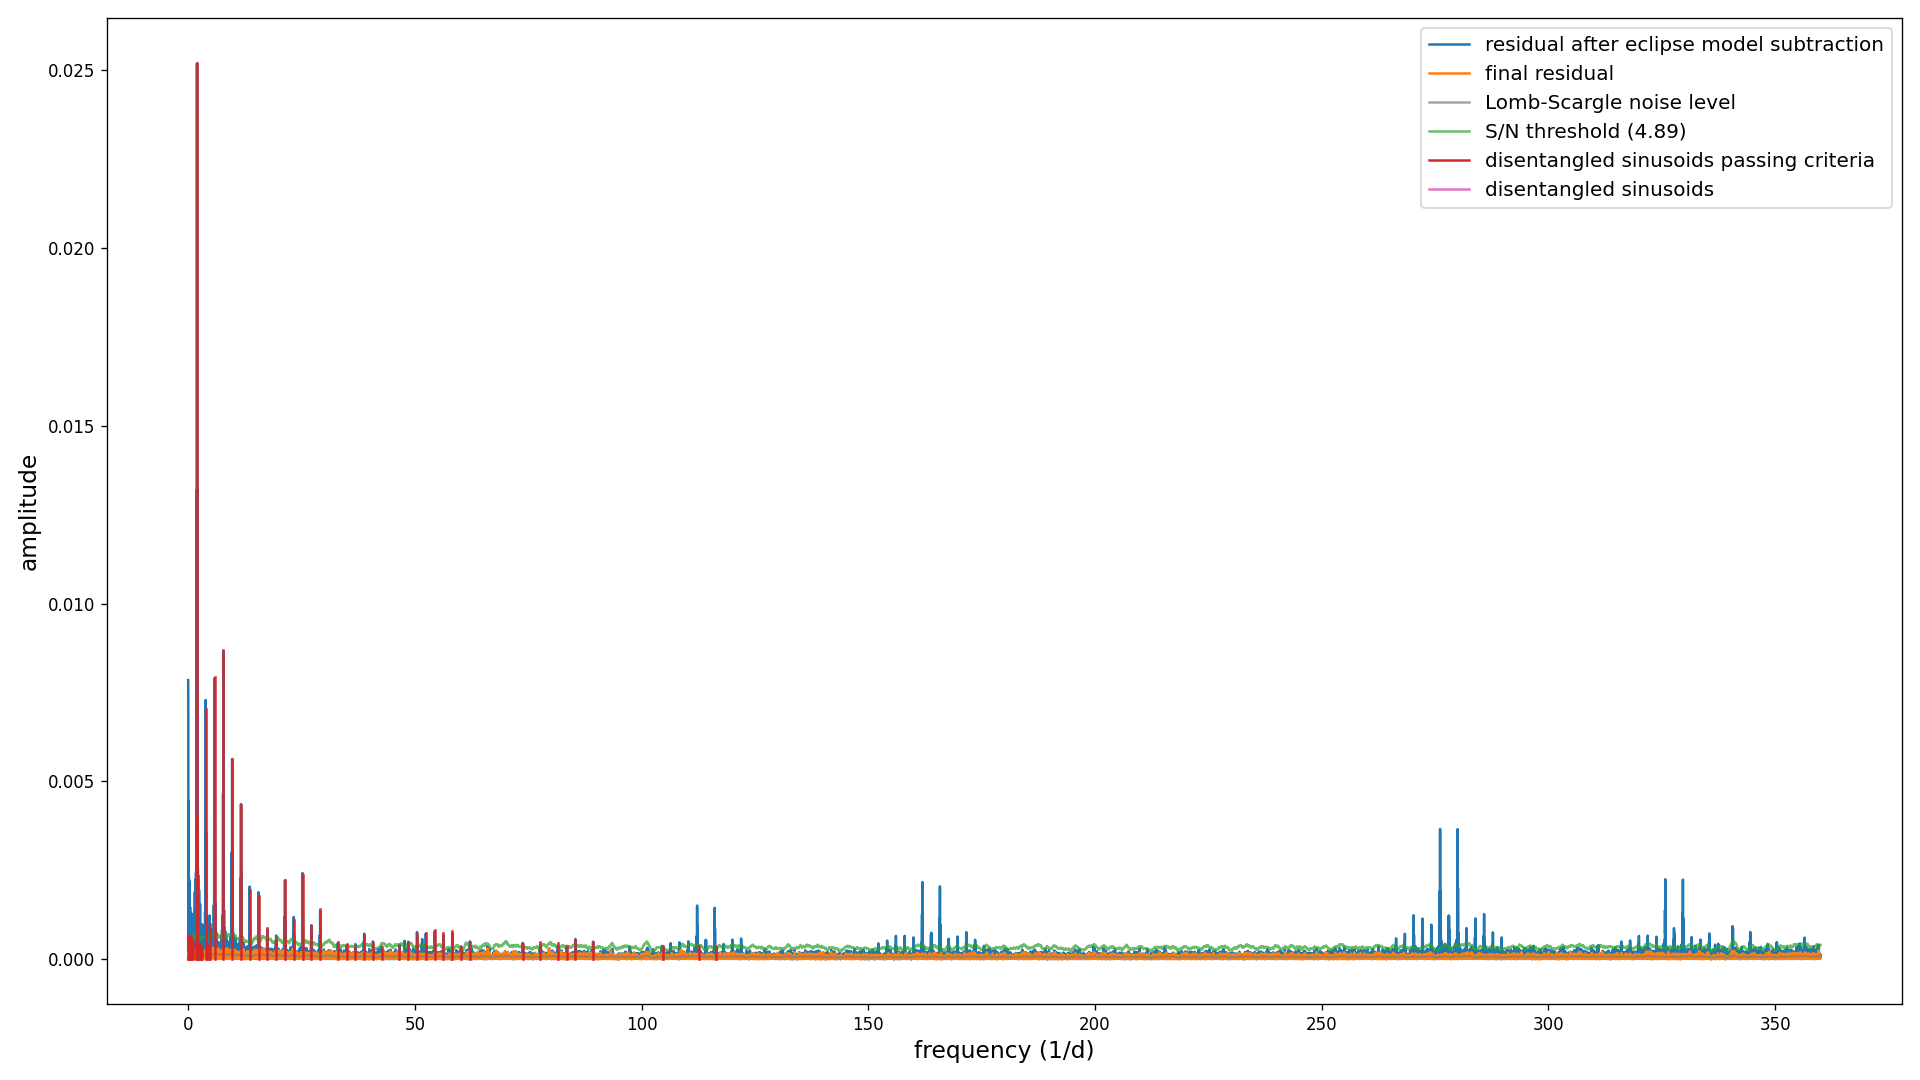 residual after eclipse model subtraction
final residual
Lomb-Scargle noise level
S/N threshold (4.89)
disentangled sinusoids passing criteria
disentangled sinusoids
amplitude
0.025
0.020
0.015
0.010
0.005
0.000
0 50 100 150 200 250 300 350
frequency (1/d)